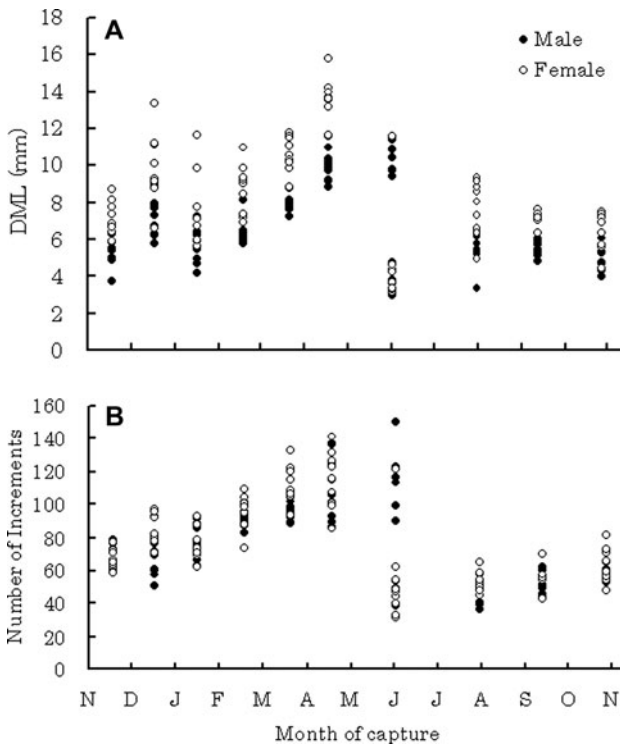 A
Male
Female
DML (mm)
18
16
14
12
10
8
6
4
2
0
B
Number of Increments
160
140
120
100
80
60
40
20
0
N D J F M A M J J A S O N
Month of capture